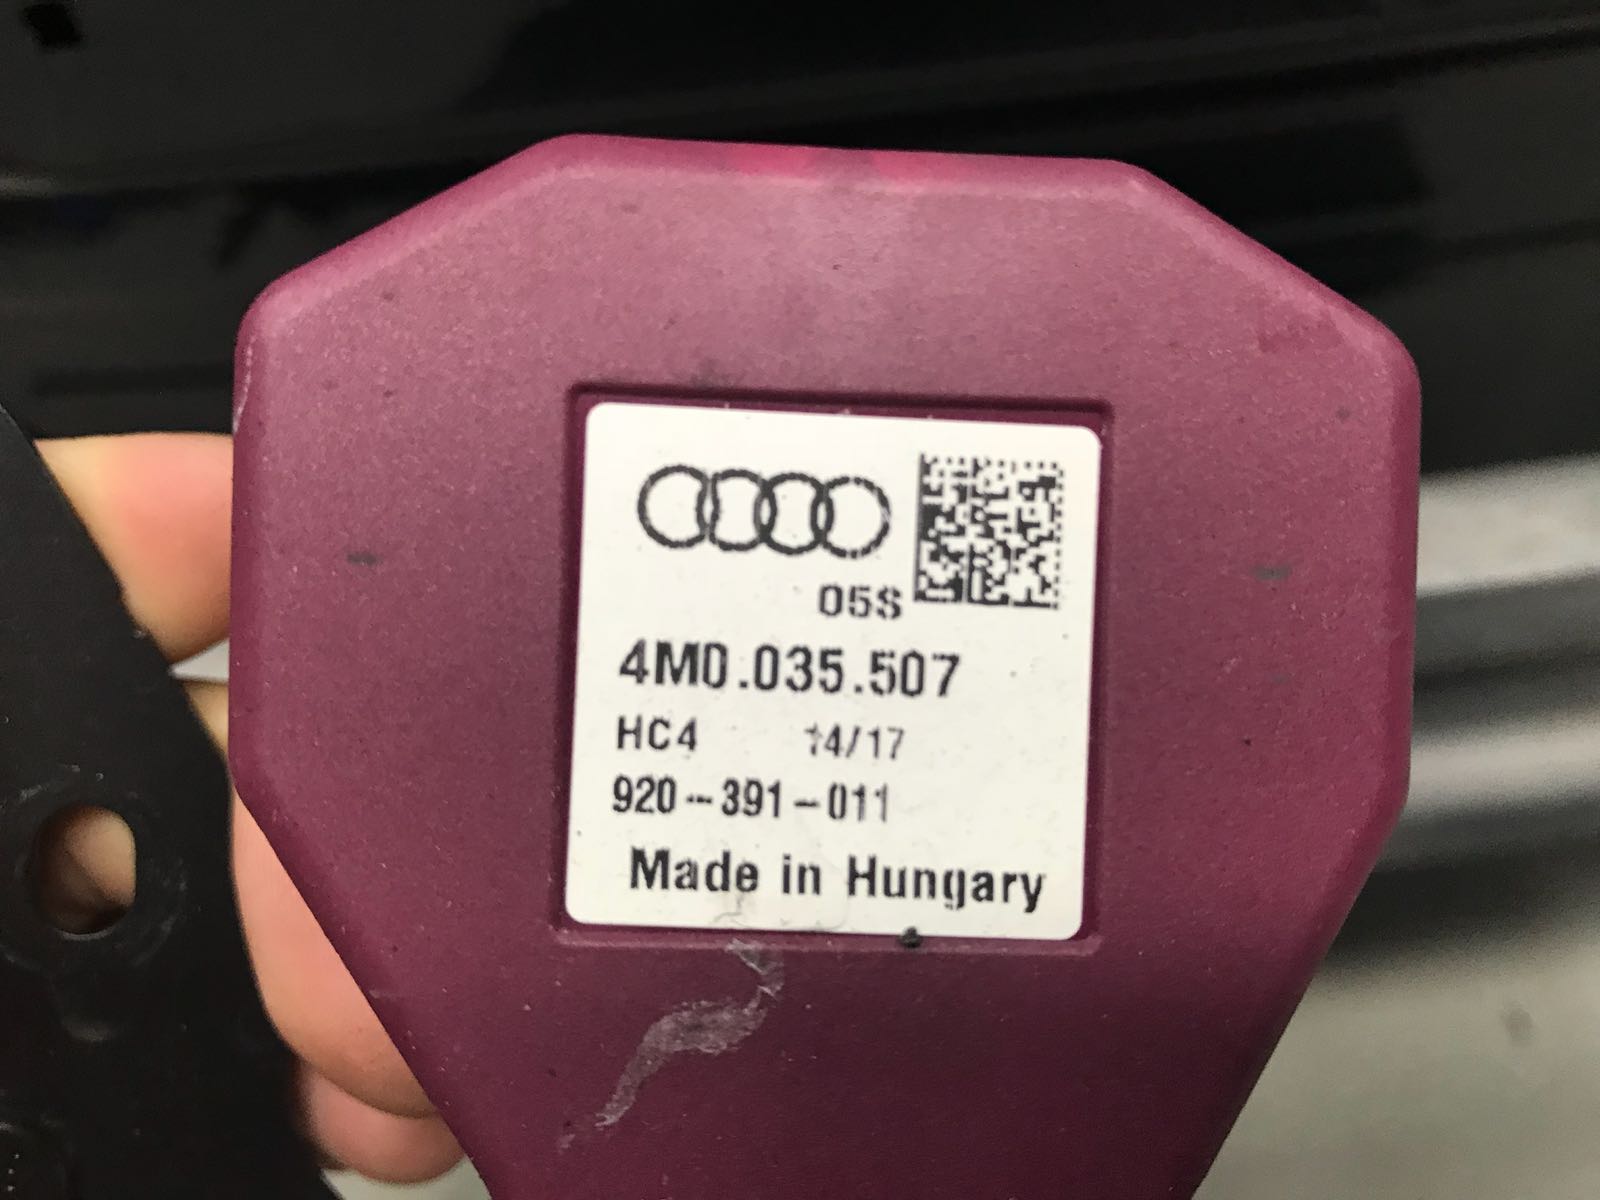 05S
4M0.035.507
HC4 14/17
920-391-011
Made in Hungary